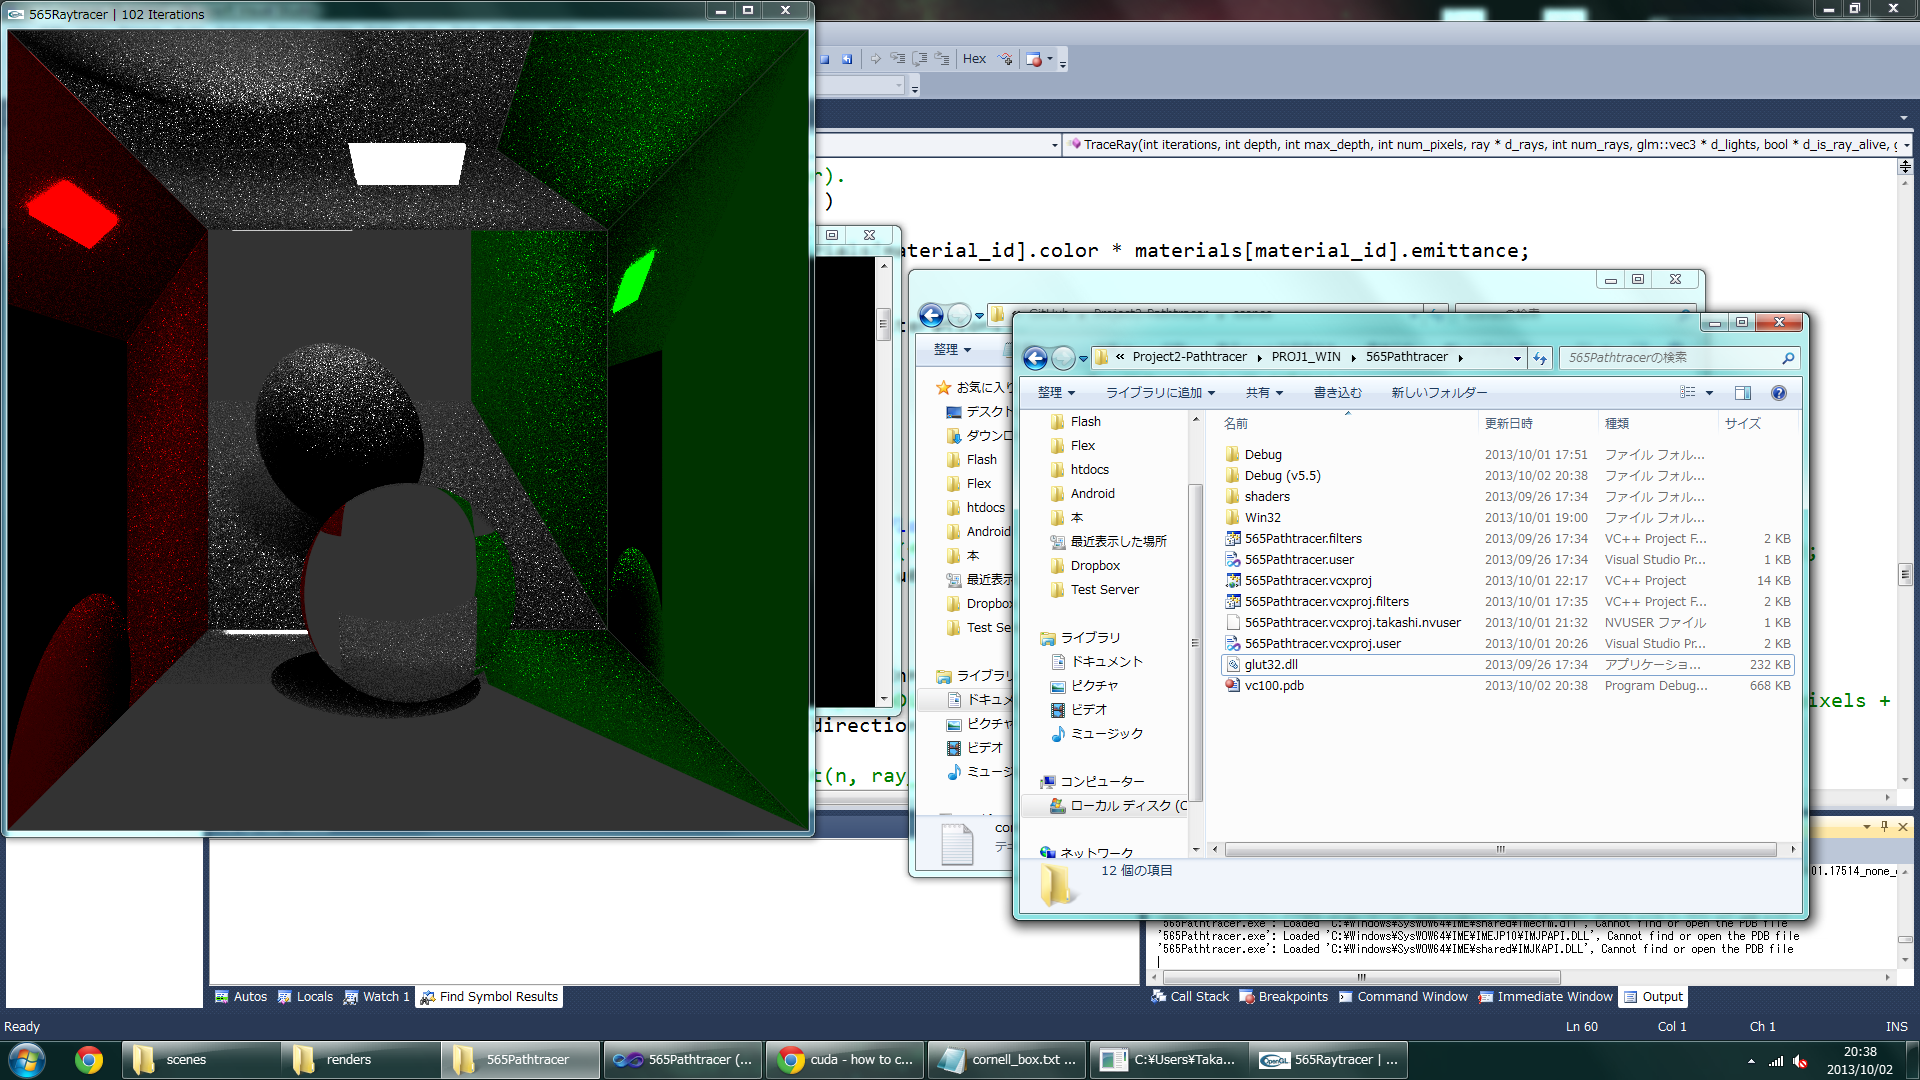 565Raytracer | 102 Iterations
Hex
TraceRay(int iterations, int depth, int max_depth, int num_pixels, ray * d_rays, int num_rays, glm::vec3 * d_lights, bool * d_is_ray_alive, g
r).
)
aterial_id].color * materials[material_id].emittance;
整理
お気に入り
デスクト
ダウンロ
Flash
Flex
htdocs
Android
本
最近表示
Dropbox
Test Se
ライブラリ
ドキュメ
ピクチャ
ビデオ
ミュージ
Project2-Pathtracer
PROJ1_WIN
565Pathtracer
565Pathtracerの検索
整理
ライブラリに追加
共有
書き込む
新しいフォルダー
Flash
Flex
htdocs
Android
本
最近表示した場所
Dropbox
Test Server
ライブラリ
ドキュメント
ピクチャ
ビデオ
ミュージック
コンピューター
ローカル ディスク (C
ネットワーク
名前 更新日時 種類 サイズ
Debug 2013/10/01 17:51 ファイル フォル...
Debug (v5.5) 2013/10/02 20:38 ファイル フォル...
shaders 2013/09/26 17:34 ファイル フォル...
Win32 2013/10/01 19:00 ファイル フォル...
565Pathtracer.filters 2013/09/26 17:34 VC++ Project F... 2 KB
565Pathtracer.user 2013/09/26 17:34 Visual Studio Pr... 1 KB
565Pathtracer.vcxproj 2013/10/01 22:17 VC++ Project 14 KB
565Pathtracer.vcxproj.filters 2013/10/01 17:35 VC++ Project F... 2 KB
565Pathtracer.vcxproj.takashi.nvuser 2013/10/01 21:32 NVUSER ファイル 1 KB
565Pathtracer.vcxproj.user 2013/10/01 20:26 Visual Studio Pr... 2 KB
glut32.dll 2013/09/26 17:34 アプリケーショ... 232 KB
vc100.pdb 2013/10/02 20:38 Program Debug... 668 KB
12 個の項目
ixels +
directio
t(n, ray
01.17514_none_
'565Pathtracer.exe': Loaded 'C:¥Windows¥SysWOW64¥IME¥shared¥imecfm.dll', Cannot find or open the PDB file
'565Pathtracer.exe': Loaded 'C:¥Windows¥SysWOW64¥IME¥IMEJP10¥IMJPAPI.DLL', Cannot find or open the PDB file
'565Pathtracer.exe': Loaded 'C:¥Windows¥SysWOW64¥IME¥shared¥IMJKAPI.DLL', Cannot find or open the PDB file
Autos Locals Watch 1 Find Symbol Results
Call Stack Breakpoints Command Window Immediate Window Output
Ready Ln 60 Col 1 Ch 1 INS
scenes
renders
565Pathtracer
565Pathtracer (...
cuda - how to c...
cornell_box.txt ...
C:¥Users¥Taka...
565Raytracer | ...
20:38
2013/10/02